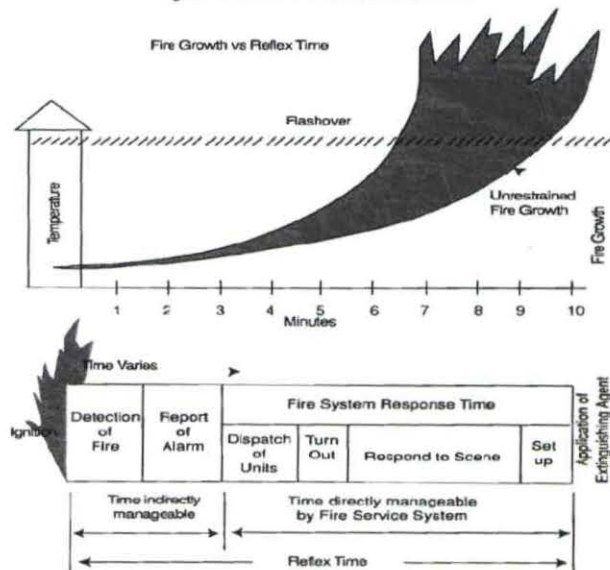 Fire Growth vs Reflex Time
Flashover
Temperature
Unrestrained
Fire Growth
Fire Growth
1 2 3 4 5 6 7 8 9 10
Minutes
Time Varies
Ignition
Detection
of
Fire
Report
of
Alarm
Fire System Response Time
Dispatch
of
Units
Turn
Out
Respond to Scene
Set
up
Application of
Extinguishing Agent
Time indirectly
manageable
Time directly manageable
by Fire Service System
Reflex Time